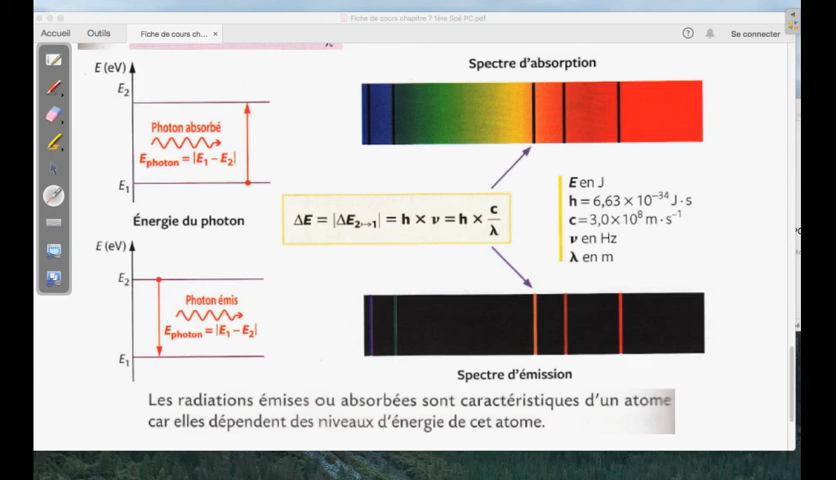 Fiche de cours chapitre 7 1ère Spé PC.pdf
Accueil Outils Fiche de cours ch... × Se connecter
Spectre d'absorption
E (eV)
E2
Photon absorbé
Ephoton = |E1 – E2|
E1
Énergie du photon
ΔE = |ΔE2↦1| = h × ν = h × c/λ
E en J
h = 6,63 × 10⁻³⁴ J·s
c = 3,0 × 10⁸ m·s⁻¹
ν en Hz
λ en m
E (eV)
E2
Photon émis
Ephoton = |E1 – E2|
E1
Spectre d'émission
Les radiations émises ou absorbées sont caractéristiques d'un atome
car elles dépendent des niveaux d'énergie de cet atome.